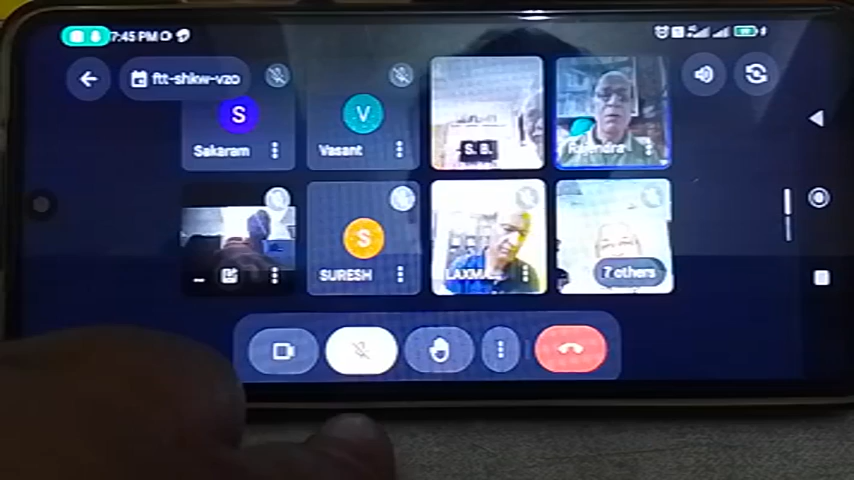 7:45 PM
ftt-shkw-vzo
S
Sakaram
V
Vasant
S. B.
Rajendra
S
SURESH
LAXMA...
7 others